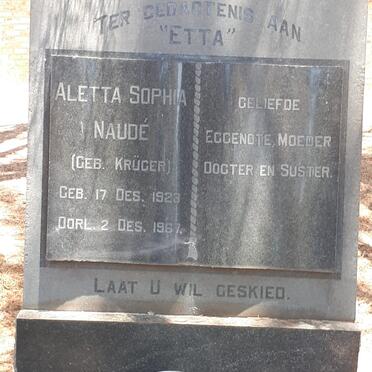 TER GEDAGTENIS AAN
"ETTA"
ALETTA SOPHIA
NAUDÉ
(GEB. KRÜGER)
GEB. 17 DES. 1923
OORL. 2 DES. 1967.
GELIEFDE
EGGENOTE, MOEDER
DOGTER EN SUSTER.
LAAT U WIL GESKIED.